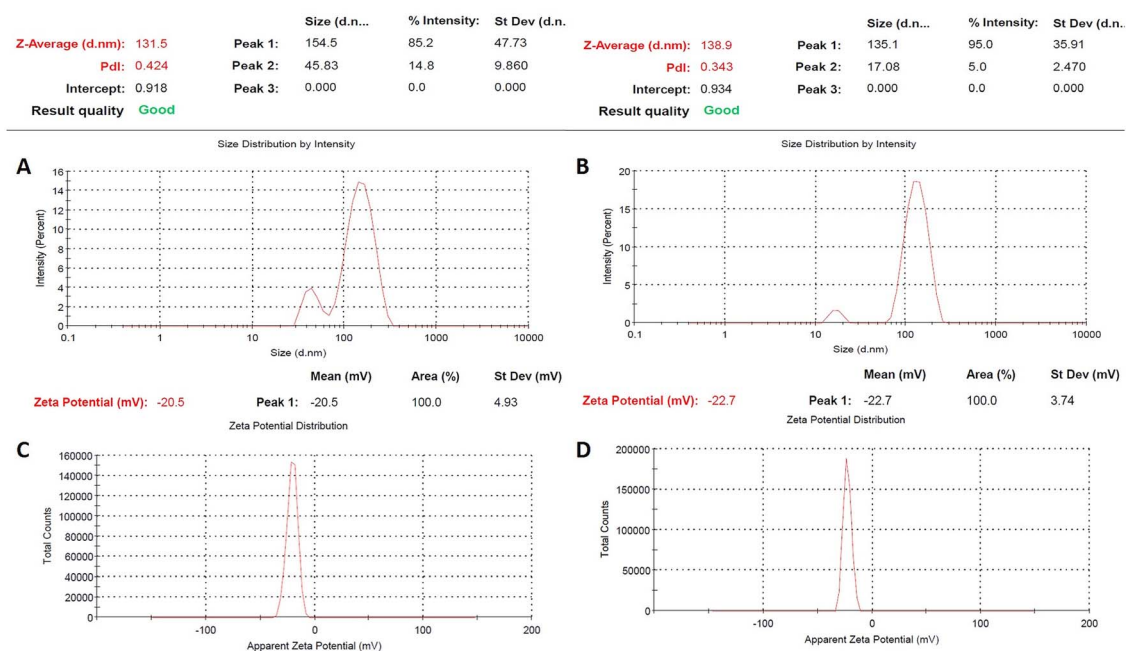 Size (d.n... % Intensity: St Dev (d.n.
Z-Average (d.nm): 131.5 Peak 1: 154.5 85.2 47.73
PdI: 0.424 Peak 2: 45.83 14.8 9.860
Intercept: 0.918 Peak 3: 0.000 0.0 0.000
Result quality Good
Size (d.n... % Intensity: St Dev (d.n..
Z-Average (d.nm): 138.9 Peak 1: 135.1 95.0 35.91
PdI: 0.343 Peak 2: 17.08 5.0 2.470
Intercept: 0.934 Peak 3: 0.000 0.0 0.000
Result quality Good
A
Size Distribution by Intensity
Intensity (Percent)
16
14
12
10
8
6
4
2
0
0.1 1 10 100 1000 10000
Size (d.nm)
B
Size Distribution by Intensity
Intensity (Percent)
20
15
10
5
0
0.1 1 10 100 1000 10000
Size (d.nm)
Mean (mV) Area (%) St Dev (mV)
Zeta Potential (mV): -20.5 Peak 1: -20.5 100.0 4.93
Mean (mV) Area (%) St Dev (mV)
Zeta Potential (mV): -22.7 Peak 1: -22.7 100.0 3.74
C
Zeta Potential Distribution
Total Counts
160000
140000
120000
100000
80000
60000
40000
20000
0
-100 0 100 200
Apparent Zeta Potential (mV)
D
Zeta Potential Distribution
Total Counts
200000
150000
100000
50000
0
-100 0 100 200
Apparent Zeta Potential (mV)